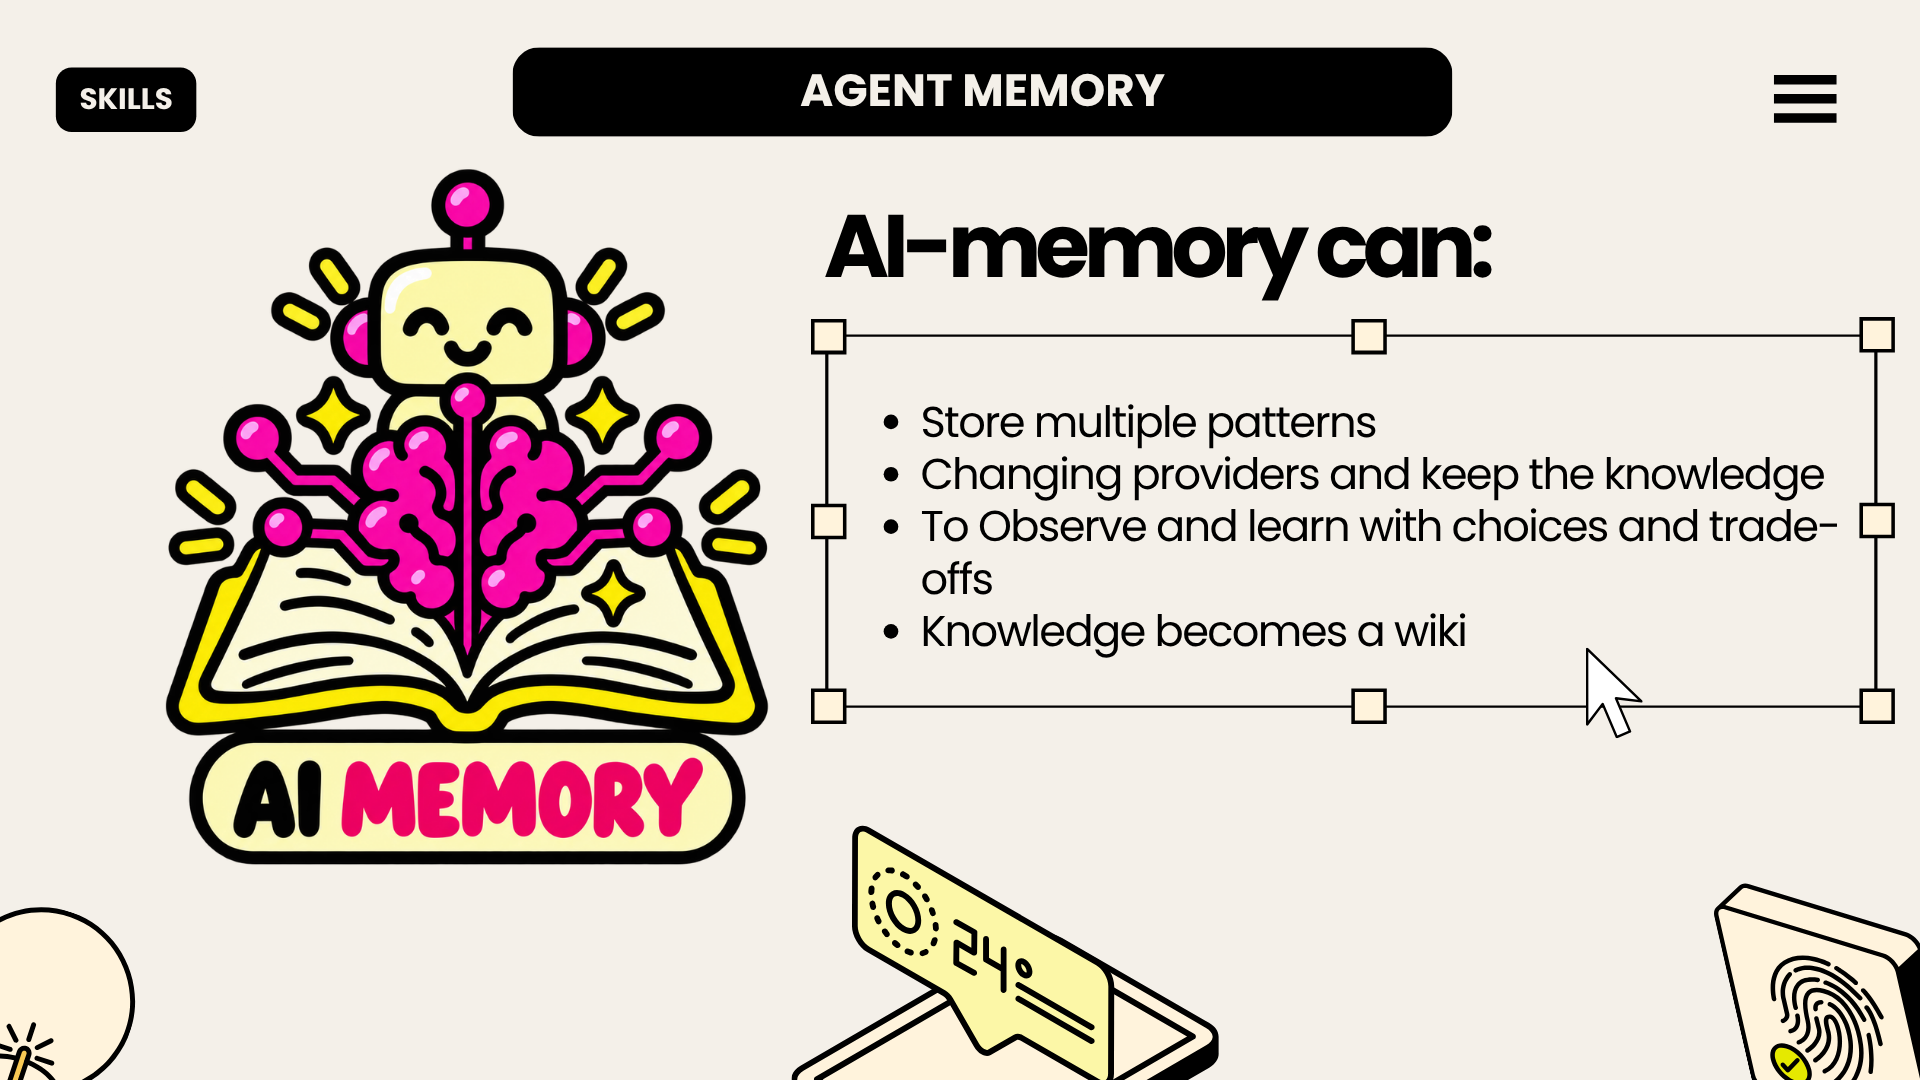 SKILLS
AGENT MEMORY
AI-memory can:
• Store multiple patterns
• Changing providers and keep the knowledge
• To Observe and learn with choices and trade-
offs
• Knowledge becomes a wiki
AI MEMORY
24°